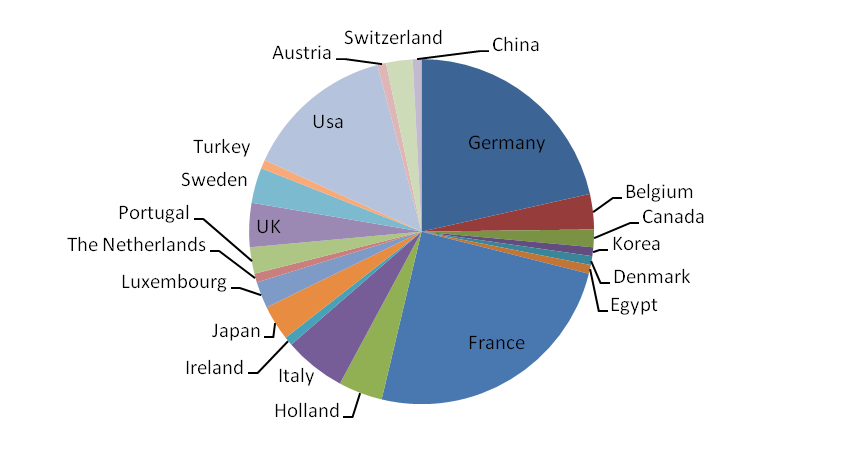 Switzerland
China
Austria
Usa
Germany
Turkey
Sweden
Belgium
Portugal
Canada
UK
The Netherlands
Korea
Luxembourg
Denmark
Egypt
Japan
France
Ireland
Italy
Holland